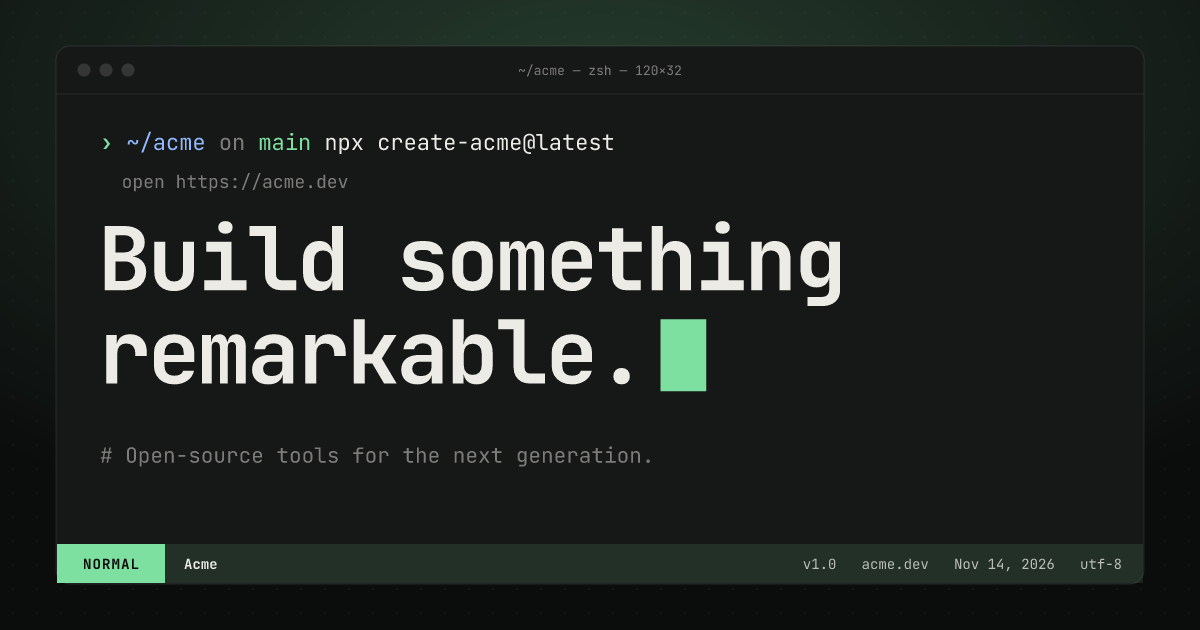 ~/acme — zsh — 120×32
› ~/acme on main npx create-acme@latest
open https://acme.dev
Build something
remarkable.
# Open-source tools for the next generation.
NORMAL Acme v1.0 acme.dev Nov 14, 2026 utf-8